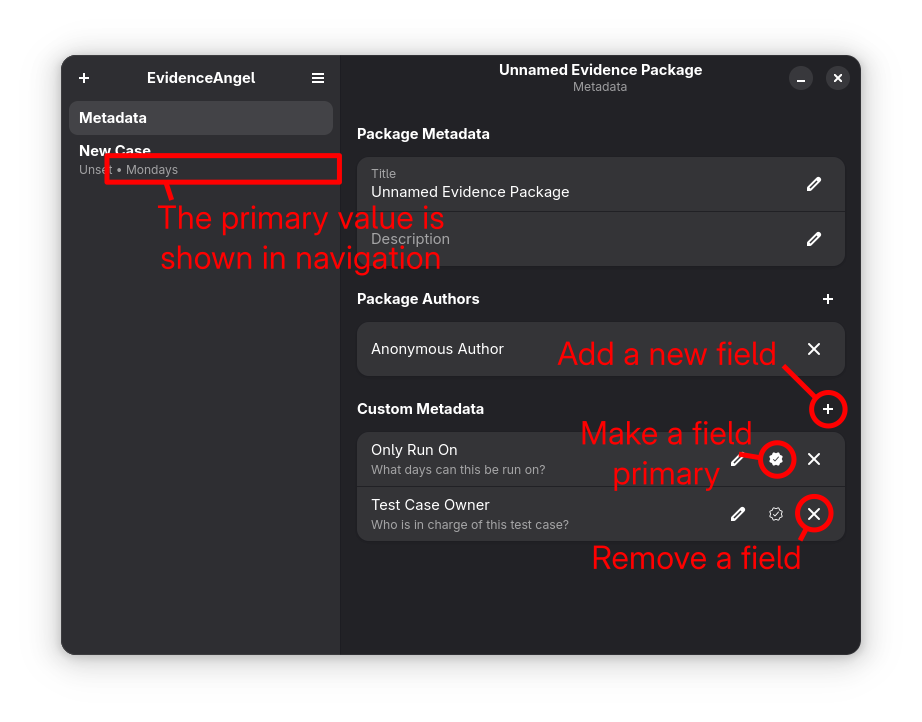 EvidenceAngel
Unnamed Evidence Package
Metadata
Metadata
New Case
Unset • Mondays
The primary value is
shown in navigation
Package Metadata
Title
Unnamed Evidence Package
Description
Package Authors
Anonymous Author
Add a new field
Custom Metadata
Make a field
primary
Only Run On
What days can this be run on?
Test Case Owner
Who is in charge of this test case?
Remove a field